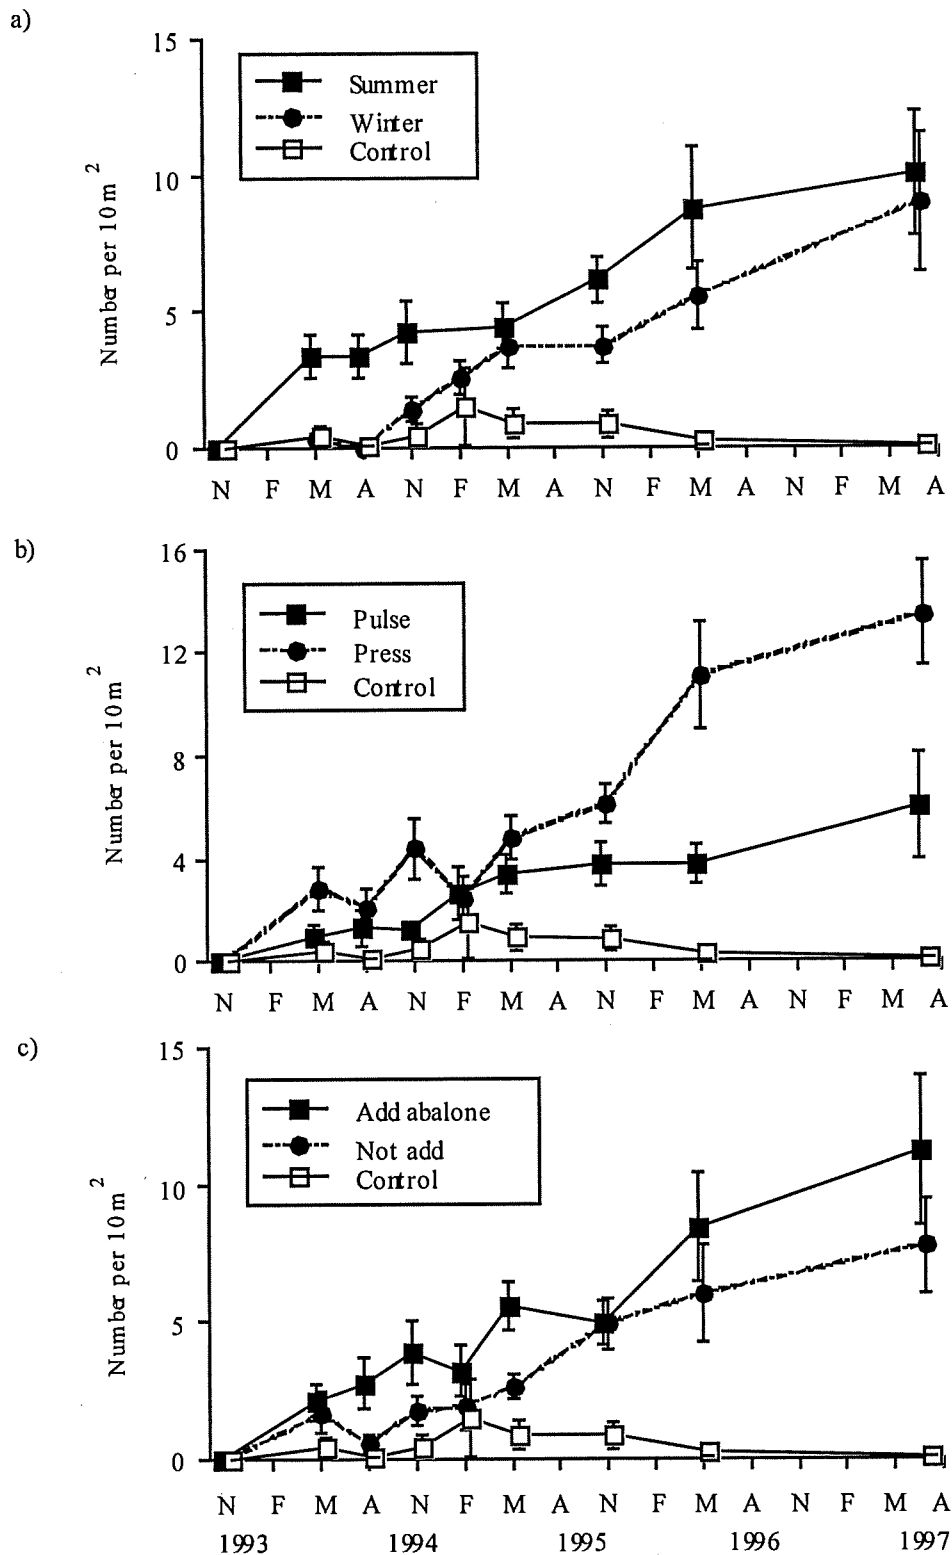 a)
15
Summer
Winter
Control
10
5
0
Number per 10 m 2
N F M A N F M A N F M A N F M A
b)
16
Pulse
Press
Control
12
8
4
0
Number per 10 m 2
N F M A N F M A N F M A N F M A
c)
15
Add abalone
Not add
Control
10
5
0
Number per 10 m 2
N F M A N F M A N F M A N F M A
1993 1994 1995 1996 1997